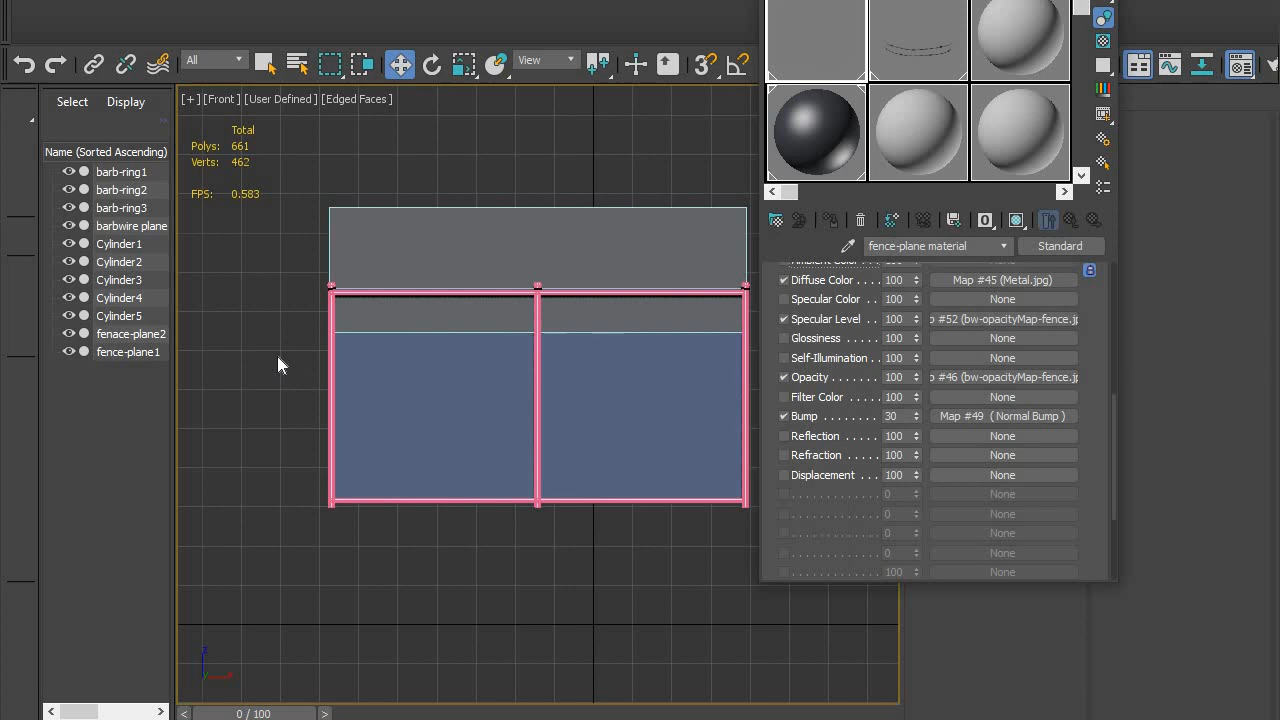 All
View
3
Select Display
[+] [Front ] [User Defined ] [Edged Faces ]
Total
Polys: 661
Verts: 462
FPS: 0.583
Name (Sorted Ascending)
barb-ring1
barb-ring2
barb-ring3
barbwire plane
Cylinder1
Cylinder2
Cylinder3
Cylinder4
Cylinder5
fenace-plane2
fence-plane1
fence-plane material
Standard
Diffuse Color . . . . 100 Map #45 (Metal.jpg)
Specular Color . . . 100 None
Specular Level . . 100 p #52 (bw-opacityMap-fence.jp
Glossiness . . . . . . 100 None
Self-Illumination . . 100 None
Opacity . . . . . . . 100 p #46 (bw-opacityMap-fence.jp
Filter Color . . . . . 100 None
Bump . . . . . . . . 30 Map #49 ( Normal Bump )
Reflection . . . . . . 100 None
Refraction . . . . . 100 None
Displacement . . . 100 None
. . . . . . . . . . . . . 0 None
. . . . . . . . . . . . . 0 None
. . . . . . . . . . . . . 0 None
. . . . . . . . . . . . . 0 None
. . . . . . . . . . . . . 100 None
z
0 / 100